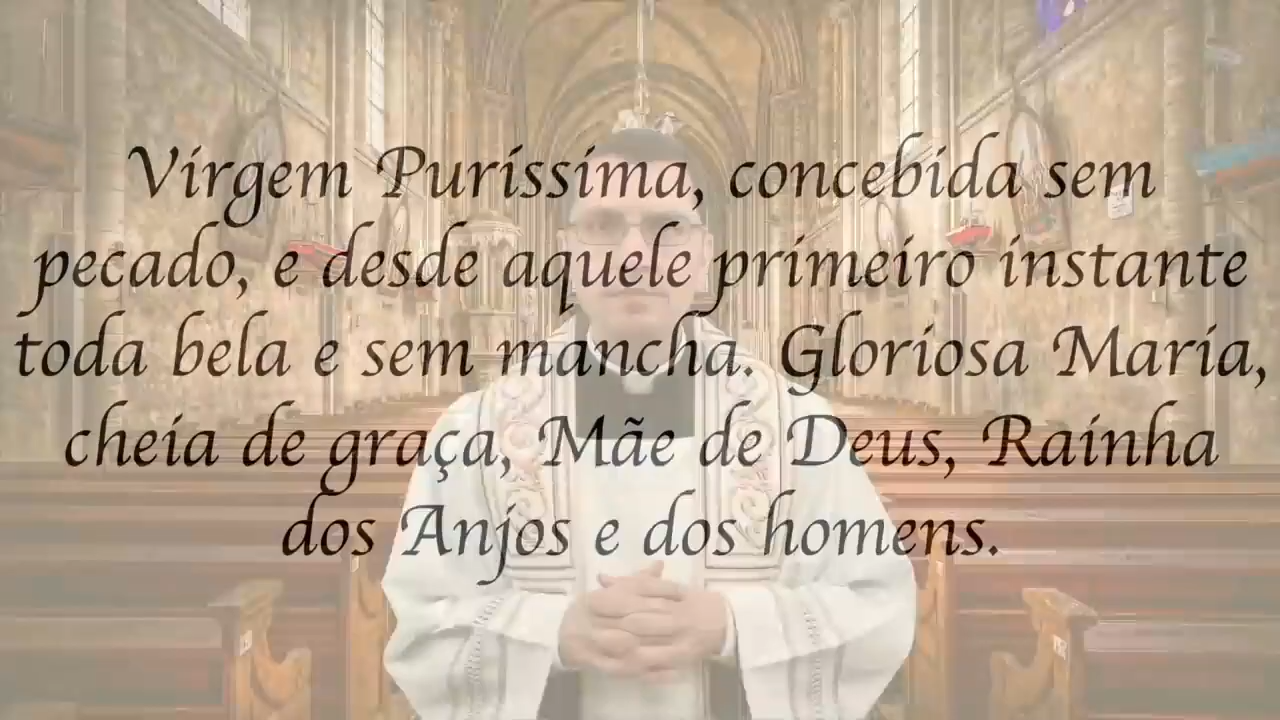 Virgem Puríssima, concebida sem
pecado, e desde aquele primeiro instante
toda bela e sem mancha. Gloriosa Maria,
cheia de graça, Mãe de Deus, Rainha
dos Anjos e dos homens.